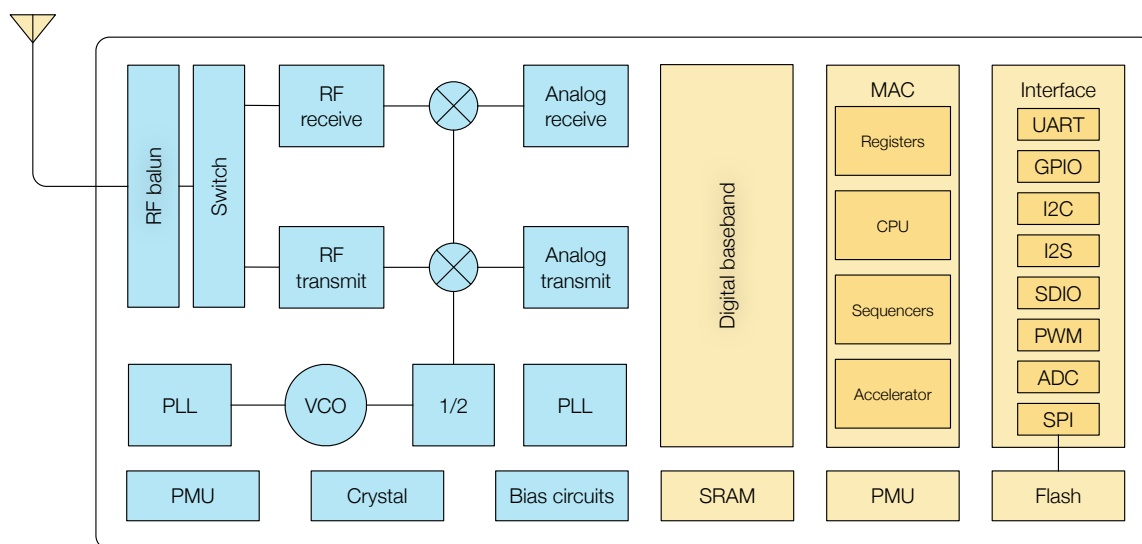 RF balun
Switch
RF
receive
Analog
receive
RF
transmit
Analog
transmit
PLL
VCO
1/2
PLL
PMU
Crystal
Bias circuits
Digital baseband
SRAM
MAC
Registers
CPU
Sequencers
Accelerator
PMU
Interface
UART
GPIO
I2C
I2S
SDIO
PWM
ADC
SPI
Flash